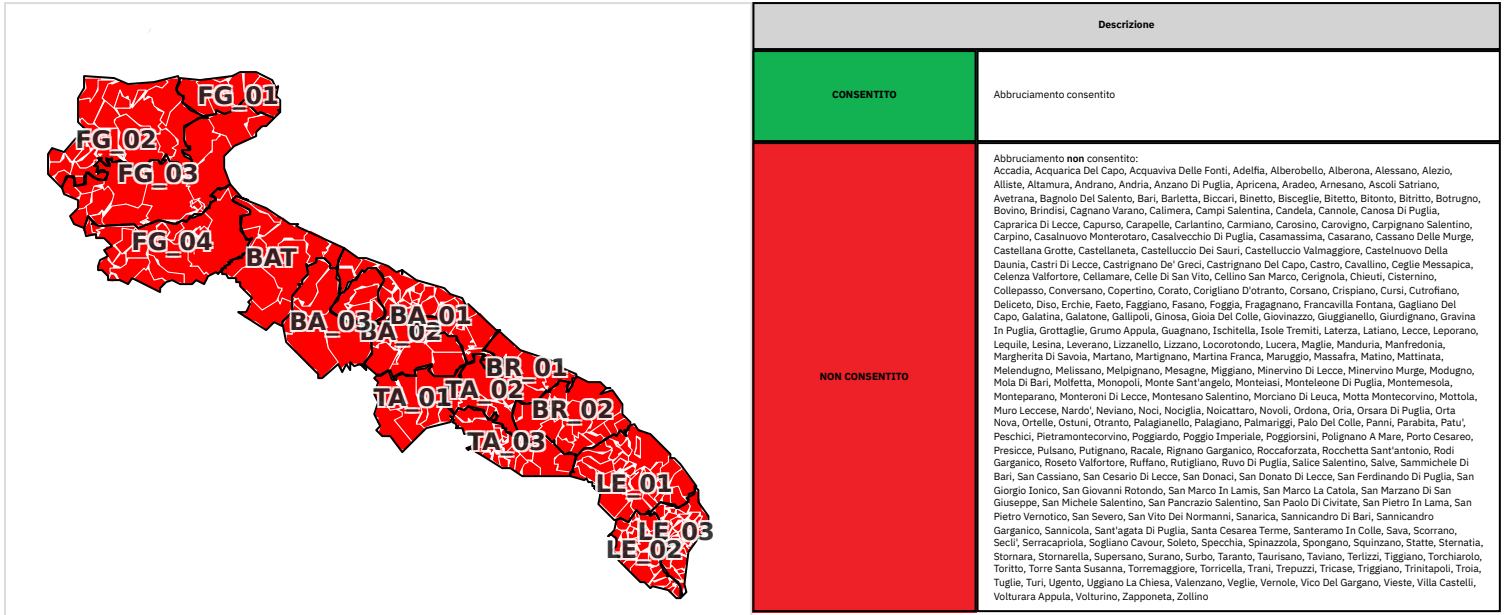 FG_01
FG_02
FG_03
FG_04
BAT
BA_01
BA_03
BA_02
BR_01
TA_02
TA_01
BR_02
TA_03
LE_01
LE_03
LE_02
Descrizione
CONSENTITO
Abbruciamento consentito
NON CONSENTITO
Abbruciamento non consentito:
Accadia, Acquarica Del Capo, Acquaviva Delle Fonti, Adelfia, Alberobello, Alberona, Alessano, Alezio,
Alliste, Altamura, Andrano, Andria, Anzano Di Puglia, Apricena, Aradeo, Arnesano, Ascoli Satriano,
Avetrana, Bagnolo Del Salento, Bari, Barletta, Biccari, Binetto, Bisceglie, Bitetto, Bitonto, Bitritto, Botrugno,
Bovino, Brindisi, Cagnano Varano, Calimera, Campi Salentina, Candela, Cannole, Canosa Di Puglia,
Caprarica Di Lecce, Capurso, Carapelle, Carlantino, Carmiano, Carosino, Carovigno, Carpignano Salentino,
Carpino, Casalnuovo Monterotaro, Casalvecchio Di Puglia, Casamassima, Casarano, Cassano Delle Murge,
Castellana Grotte, Castellaneta, Castelluccio Dei Sauri, Castelluccio Valmaggiore, Castelnuovo Della
Daunia, Castri Di Lecce, Castrignano De' Greci, Castrignano Del Capo, Castro, Cavallino, Ceglie Messapica,
Celenza Valfortore, Cellamare, Celle Di San Vito, Cellino San Marco, Cerignola, Chieuti, Cisternino,
Collepasso, Conversano, Copertino, Corato, Corigliano D'otranto, Corsano, Crispiano, Cursi, Cutrofiano,
Deliceto, Diso, Erchie, Faeto, Faggiano, Fasano, Foggia, Fragagnano, Francavilla Fontana, Gagliano Del
Capo, Galatina, Galatone, Gallipoli, Ginosa, Gioia Del Colle, Giovinazzo, Giuggianello, Giurdignano, Gravina
In Puglia, Grottaglie, Grumo Appula, Guagnano, Ischitella, Isole Tremiti, Laterza, Latiano, Lecce, Leporano,
Lequile, Lesina, Leverano, Lizzanello, Lizzano, Locorotondo, Lucera, Maglie, Manduria, Manfredonia,
Margherita Di Savoia, Martano, Martignano, Martina Franca, Maruggio, Massafra, Matino, Mattinata,
Melendugno, Melissano, Melpignano, Mesagne, Miggiano, Minervino Di Lecce, Minervino Murge, Modugno,
Mola Di Bari, Molfetta, Monopoli, Monte Sant'angelo, Monteiasi, Monteleone Di Puglia, Montemesola,
Monteparano, Monteroni Di Lecce, Montesano Salentino, Morciano Di Leuca, Motta Montecorvino, Mottola,
Muro Leccese, Nardo', Neviano, Noci, Nociglia, Noicattaro, Novoli, Ordona, Oria, Orsara Di Puglia, Orta
Nova, Ortelle, Ostuni, Otranto, Palagianello, Palagiano, Palmariggi, Palo Del Colle, Panni, Parabita, Patu',
Peschici, Pietramontecorvino, Poggiardo, Poggio Imperiale, Poggiorsini, Polignano A Mare, Porto Cesareo,
Presicce, Pulsano, Putignano, Racale, Rignano Garganico, Roccaforzata, Rocchetta Sant'antonio, Rodi
Garganico, Roseto Valfortore, Ruffano, Rutigliano, Ruvo Di Puglia, Salice Salentino, Salve, Sammichele Di
Bari, San Cassiano, San Cesario Di Lecce, San Donaci, San Donato Di Lecce, San Ferdinando Di Puglia, San
Giorgio Ionico, San Giovanni Rotondo, San Marco In Lamis, San Marco La Catola, San Marzano Di San
Giuseppe, San Michele Salentino, San Pancrazio Salentino, San Paolo Di Civitate, San Pietro In Lama, San
Pietro Vernotico, San Severo, San Vito Dei Normanni, Sanarica, Sannicandro Di Bari, Sannicandro
Garganico, Sannicola, Sant'agata Di Puglia, Santa Cesarea Terme, Santeramo In Colle, Sava, Scorrano,
Secli', Serracapriola, Sogliano Cavour, Soleto, Specchia, Spinazzola, Spongano, Squinzano, Statte, Sternatia,
Stornara, Stornarella, Supersano, Surano, Surbo, Taranto, Taurisano, Taviano, Terlizzi, Tiggiano, Torchiarolo,
Toritto, Torre Santa Susanna, Torremaggiore, Torricella, Trani, Trepuzzi, Tricase, Triggiano, Trinitapoli, Troia,
Tuglie, Turi, Ugento, Uggiano La Chiesa, Valenzano, Veglie, Vernole, Vico Del Gargano, Vieste, Villa Castelli,
Volturara Appula, Volturino, Zapponeta, Zollino